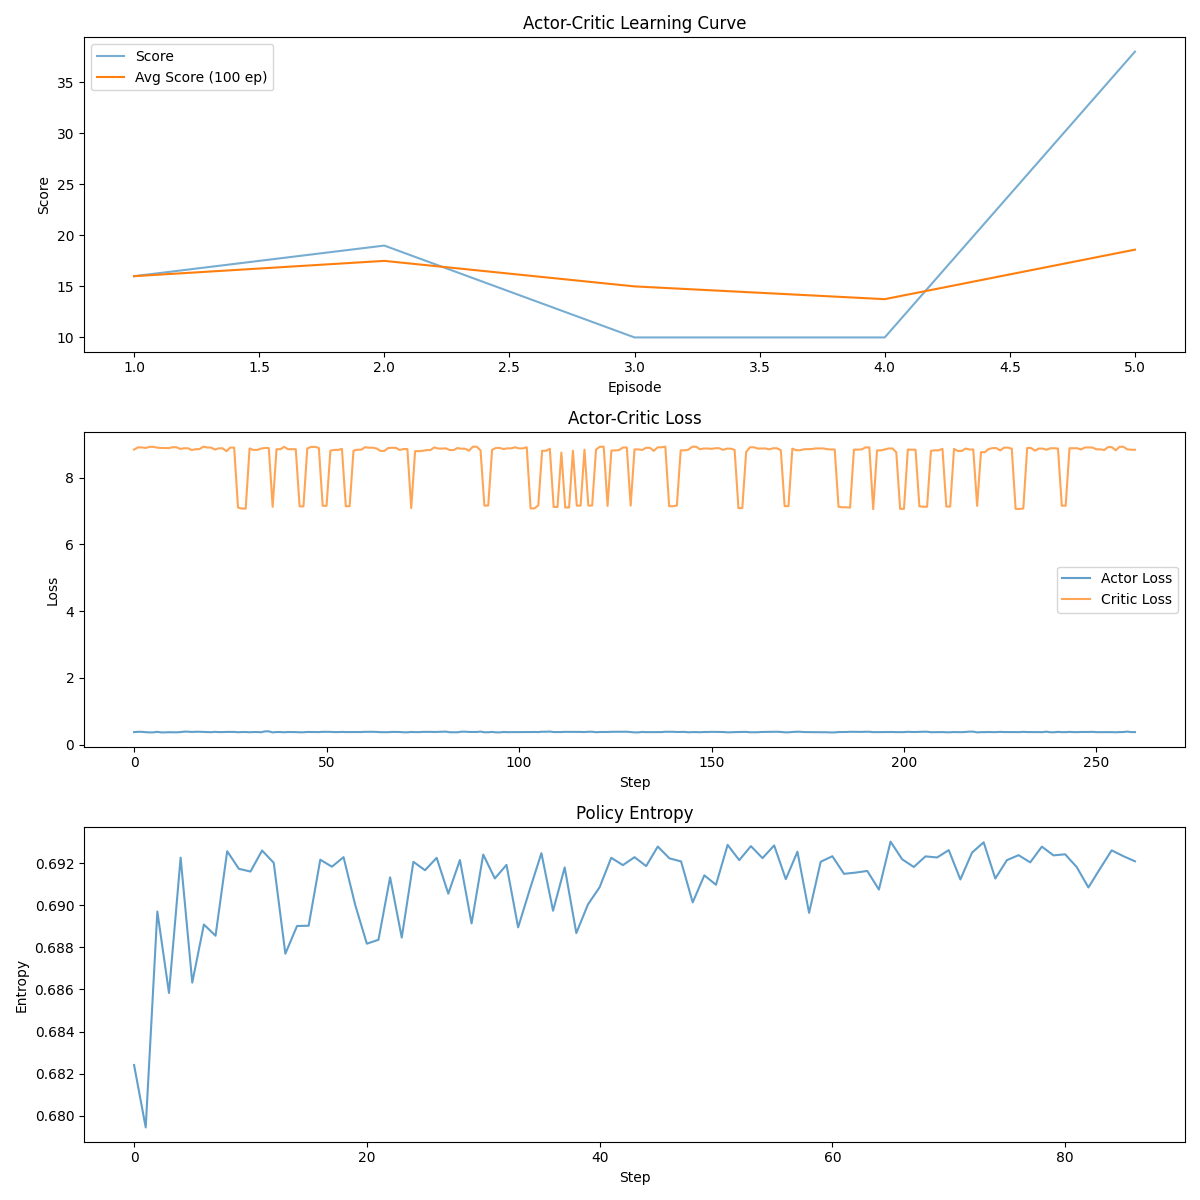 Actor-Critic Learning Curve
Score
Avg Score (100 ep)
35
30
25
20
15
10
Score
1.0 1.5 2.0 2.5 3.0 3.5 4.0 4.5 5.0
Episode
Actor-Critic Loss
8
6
4
2
0
Loss
Actor Loss
Critic Loss
0 50 100 150 200 250
Step
Policy Entropy
0.692
0.690
0.688
0.686
0.684
0.682
0.680
Entropy
0 20 40 60 80
Step